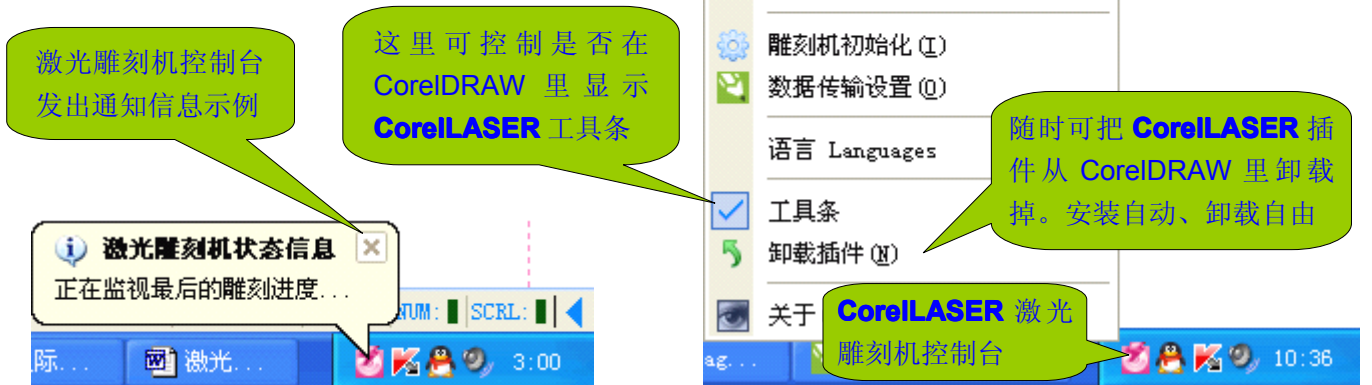 激光雕刻机控制台
发出通知信息示例
这里可控制是否在
CorelDRAW 里显示
CorelLASER 工具条
激光雕刻机状态信息
正在监视最后的雕刻进度...
NUM: SCRL:
际... 激光... 3:00
雕刻机初始化(I)
数据传输设置(O)
语言 Languages
工具条
卸载插件(N)
关于
随时可把 CorelLASER 插
件从 CorelDRAW 里卸载
掉。安装自动、卸载自由
CorelLASER 激光
雕刻机控制台
ag... 10:36